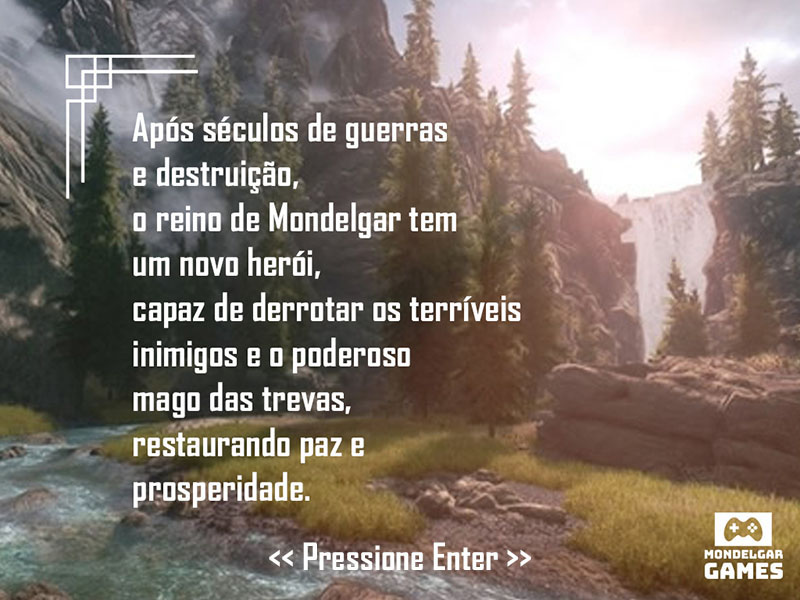 Após séculos de guerras
e destruição,
o reino de Mondelgar tem
um novo herói,
capaz de derrotar os terríveis
inimigos e o poderoso
mago das trevas,
restaurando paz e
prosperidade.
<< Pressione Enter >>
MONDELGAR
GAMES